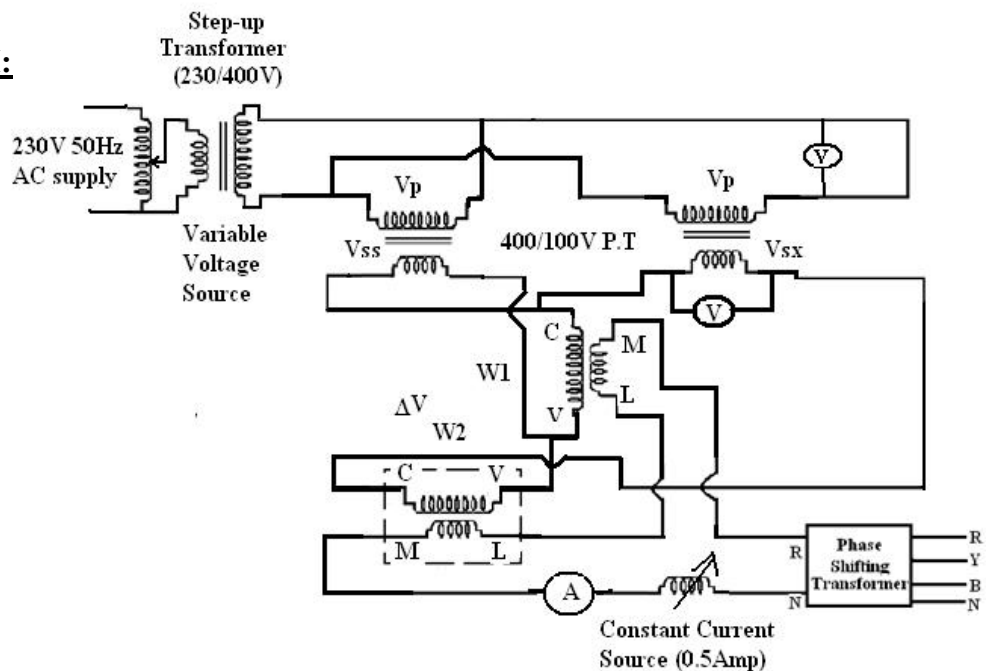 :
Step-up
Transformer
(230/400V)
230V 50Hz
AC supply
V
Vp
Vp
Variable
Voltage
Source
Vss
400/100V P.T
Vsx
V
C
M
W1
L
V
ΔV
W2
C V
M L
A
R
N
Phase
Shifting
Transformer
R
Y
B
N
Constant Current
Source (0.5Amp)